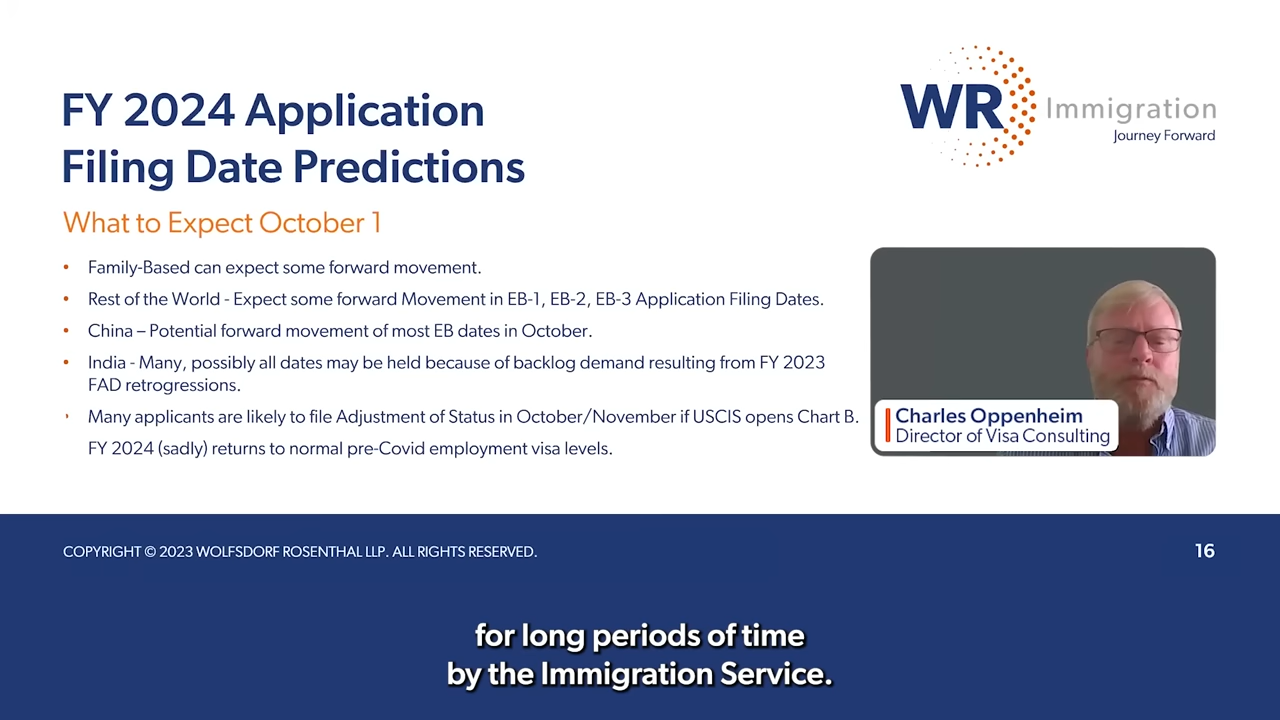 FY 2024 Application
Filing Date Predictions
What to Expect October 1
• Family-Based can expect some forward movement.
• Rest of the World - Expect some forward Movement in EB-1, EB-2, EB-3 Application Filing Dates.
• China – Potential forward movement of most EB dates in October.
• India - Many, possibly all dates may be held because of backlog demand resulting from FY 2023
FAD retrogressions.
• Many applicants are likely to file Adjustment of Status in October/November if USCIS opens Chart B.
FY 2024 (sadly) returns to normal pre-Covid employment visa levels.
WR Immigration
Journey Forward
Charles Oppenheim
Director of Visa Consulting
COPYRIGHT © 2023 WOLFSDORF ROSENTHAL LLP. ALL RIGHTS RESERVED.
16
for long periods of time
by the Immigration Service.